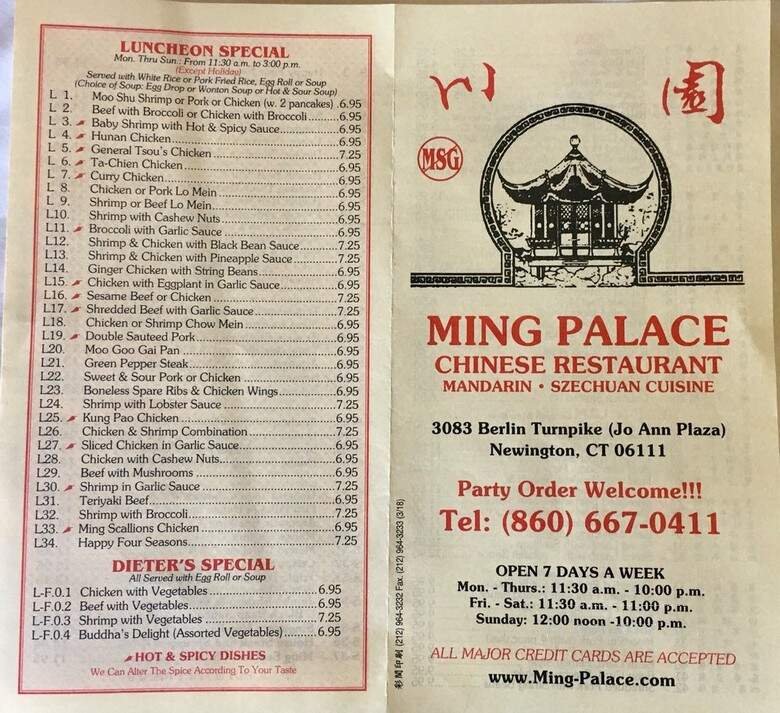 LUNCHEON SPECIAL
Mon. Thru Sun.: From 11:30 a.m. to 3:00 p.m.
(Except Holiday)
Served with White Rice or Pork Fried Rice, Egg Roll or Soup
(Choice of Soup: Egg Drop or Wonton Soup or Hot & Sour Soup)
L 1. Moo Shu Shrimp or Pork or Chicken (w. 2 pancakes) .6.95
L 2. Beef with Broccoli or Chicken with Broccoli..........6.95
L 3. Baby Shrimp with Hot & Spicy Sauce..........6.95
L 4. Hunan Chicken..........6.95
L 5. General Tsou's Chicken..........7.25
L 6. Ta-Chien Chicken..........6.95
L 7. Curry Chicken..........6.95
L 8. Chicken or Pork Lo Mein..........6.95
L 9. Shrimp or Beef Lo Mein..........6.95
L10. Shrimp with Cashew Nuts..........6.95
L11. Broccoli with Garlic Sauce..........6.95
L12. Shrimp & Chicken with Black Bean Sauce..........7.25
L13. Shrimp & Chicken with Pineapple Sauce..........7.25
L14. Ginger Chicken with String Beans..........6.95
L15. Chicken with Eggplant in Garlic Sauce..........6.95
L16. Sesame Beef or Chicken..........7.25
L17. Shredded Beef with Garlic Sauce..........7.25
L18. Chicken or Shrimp Chow Mein..........6.95
L19. Double Sauteed Pork..........6.95
L20. Moo Goo Gai Pan..........6.95
L21. Green Pepper Steak..........6.95
L22. Sweet & Sour Pork or Chicken..........6.95
L23. Boneless Spare Ribs & Chicken Wings..........6.95
L24. Shrimp with Lobster Sauce..........7.25
L25. Kung Pao Chicken..........6.95
L26. Chicken & Shrimp Combination..........7.25
L27. Sliced Chicken in Garlic Sauce..........6.95
L28. Chicken with Cashew Nuts..........6.95
L29. Beef with Mushrooms..........6.95
L30. Shrimp in Garlic Sauce..........7.25
L31. Teriyaki Beef..........6.95
L32. Shrimp with Broccoli..........7.25
L33. Ming Scallions Chicken..........6.95
L34. Happy Four Seasons..........7.25
DIETER'S SPECIAL
All Served with Egg Roll or Soup
L-F.0.1 Chicken with Vegetables..........6.95
L-F.0.2 Beef with Vegetables..........6.95
L-F.0.3 Shrimp with Vegetables..........7.25
L-F.0.4 Buddha's Delight (Assorted Vegetables)..........6.95
HOT & SPICY DISHES
We Can Alter The Spice According To Your Taste
印刷 (212) 964-3232 Fax. (212) 964-3233 (3/18)
川 園
MSG
MING PALACE
CHINESE RESTAURANT
MANDARIN • SZECHUAN CUISINE
3083 Berlin Turnpike (Jo Ann Plaza)
Newington, CT 06111
Party Order Welcome!!!
Tel: (860) 667-0411
OPEN 7 DAYS A WEEK
Mon. - Thurs.: 11:30 a.m. - 10:00 p.m.
Fri. - Sat.: 11:30 a.m. - 11:00 p.m.
Sunday: 12:00 noon -10:00 p.m.
ALL MAJOR CREDIT CARDS ARE ACCEPTED
www.Ming-Palace.com